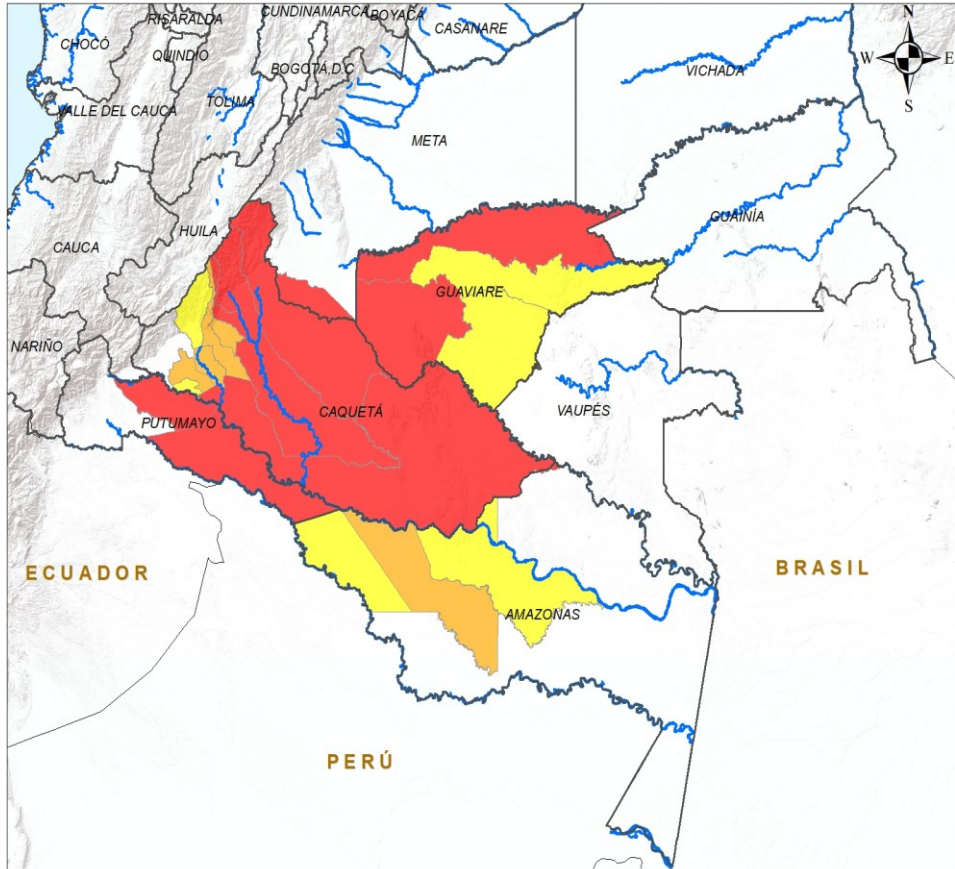 CUNDINAMARCA
BOYACÁ
RISARALDA
N
CASANARE
CHOCÓ
QUINDIO
W
E
BOGOTÁ D.C
VICHADA
TOLIMA
VALLE DEL CAUCA
S
META
GUAINÍA
HUILA
CAUCA
GUAVIARE
NARIÑO
CAQUETÁ
VAUPÉS
PUTUMAYO
ECUADOR
BRASIL
AMAZONAS
PERÚ